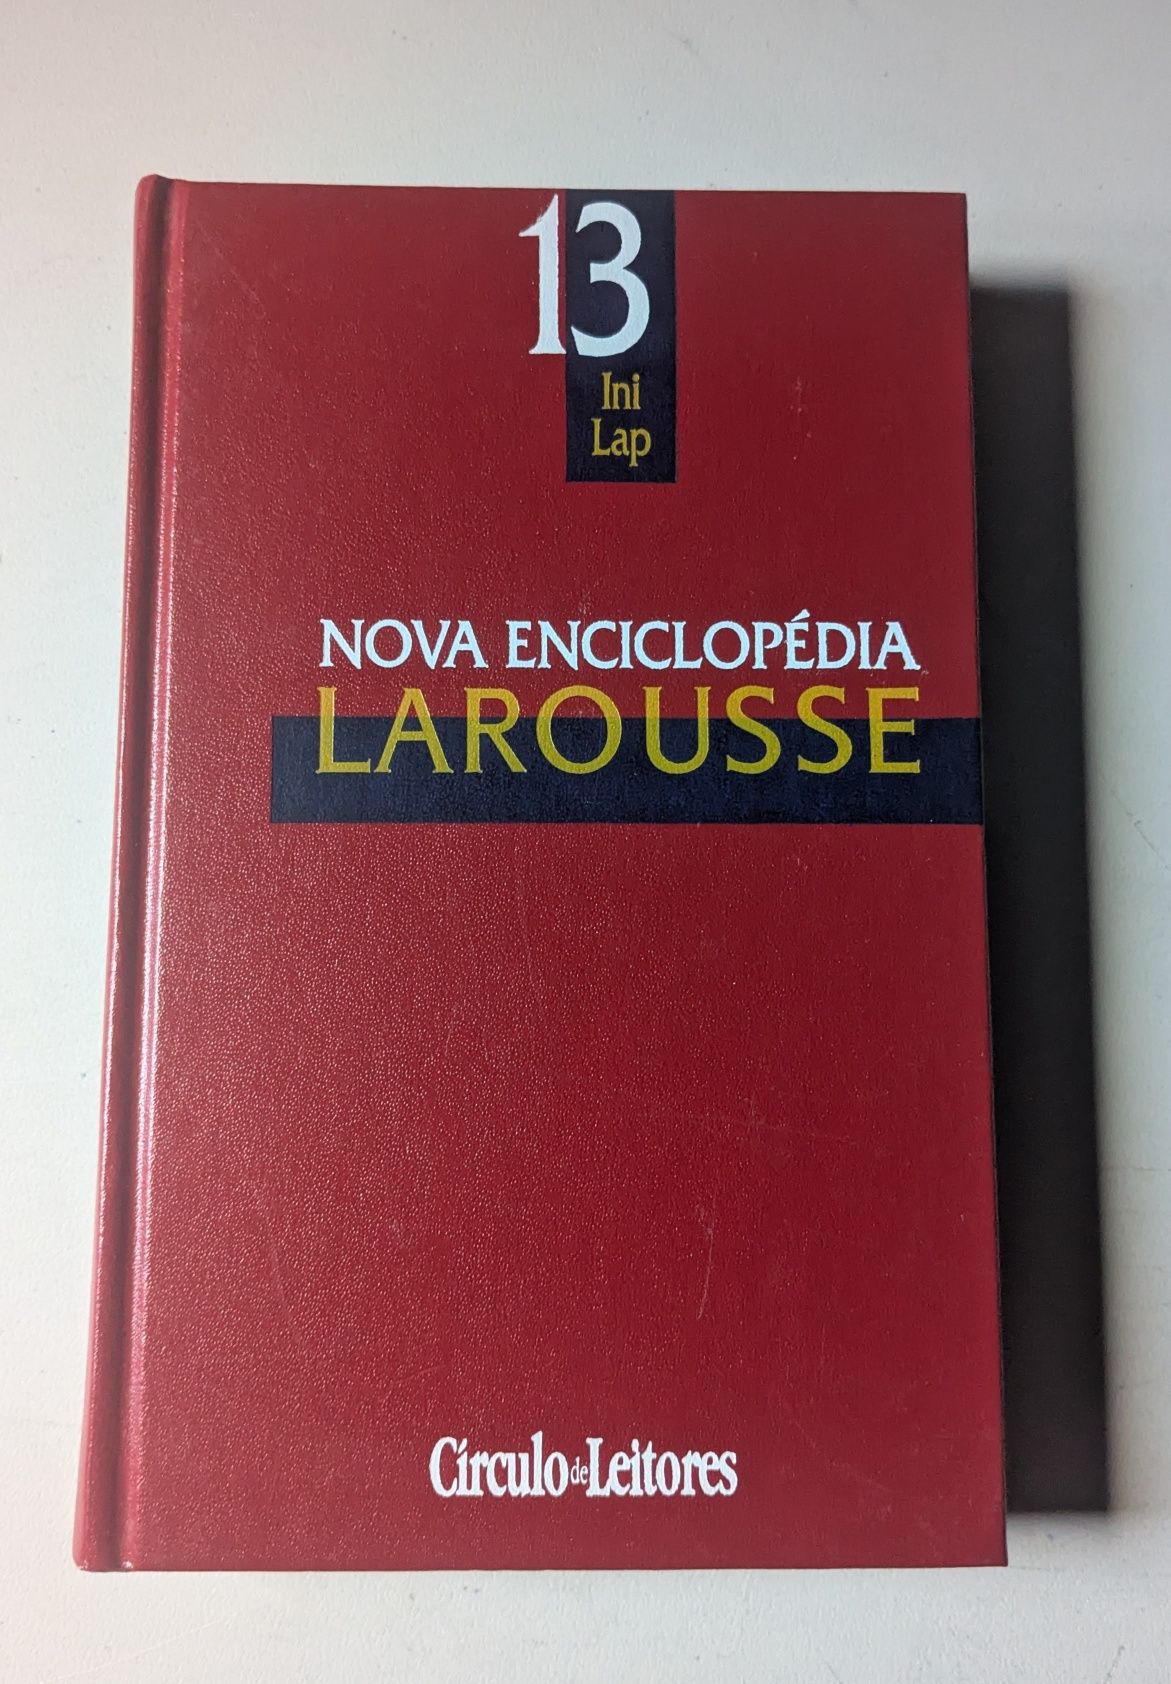 13
Ini
Lap
NOVA ENCICLOPÉDIA
LAROUSSE
Círculo de Leitores